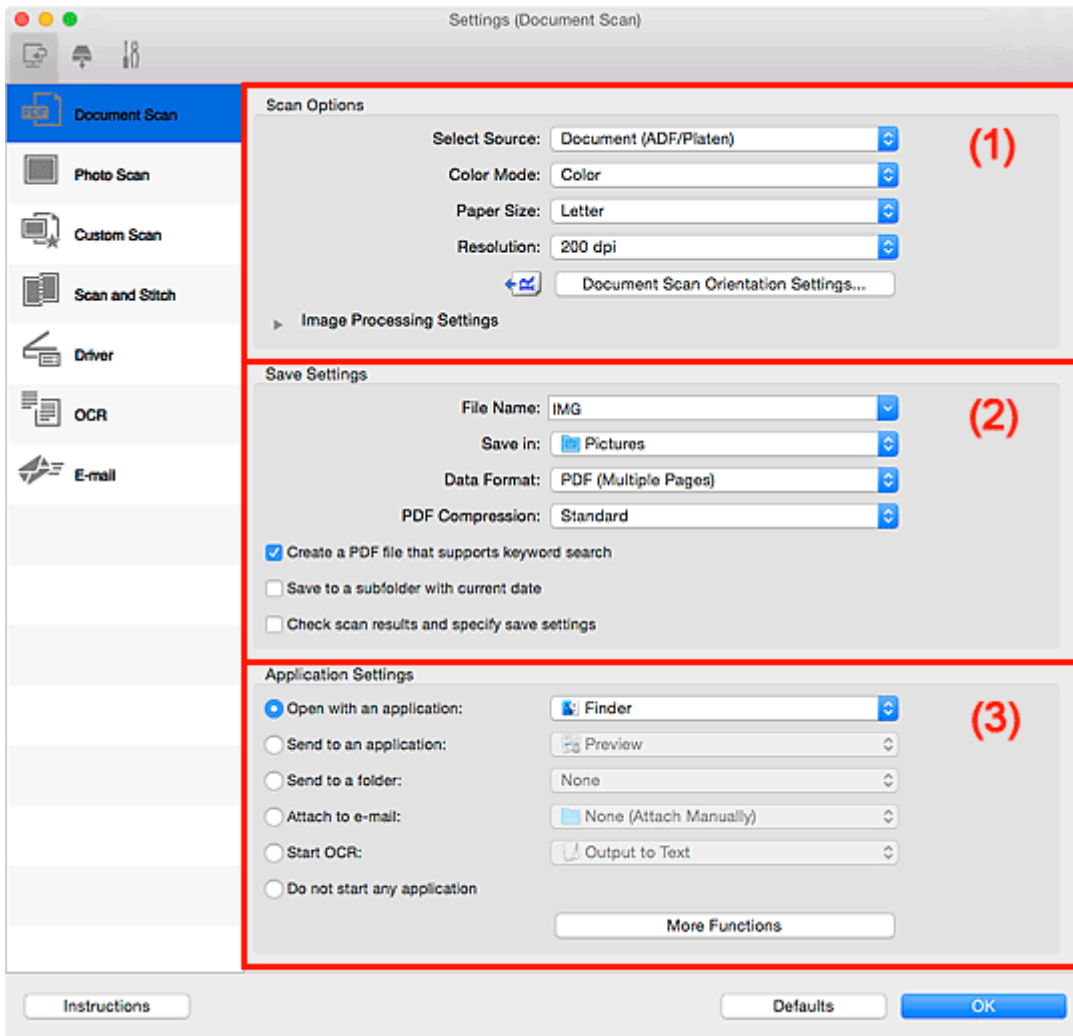 Settings (Document Scan)
Document Scan
Photo Scan
Custom Scan
Scan and Stitch
Driver
OCR
E-mail
Scan Options
(1)
Select Source: Document (ADF/Platen)
Color Mode: Color
Paper Size: Letter
Resolution: 200 dpi
Document Scan Orientation Settings...
Image Processing Settings
Save Settings
(2)
File Name: IMG
Save in: Pictures
Data Format: PDF (Multiple Pages)
PDF Compression: Standard
Create a PDF file that supports keyword search
Save to a subfolder with current date
Check scan results and specify save settings
Application Settings
(3)
Open with an application: Finder
Send to an application: Preview
Send to a folder: None
Attach to e-mail: None (Attach Manually)
Start OCR: Output to Text
Do not start any application
More Functions
Instructions
Defaults
OK